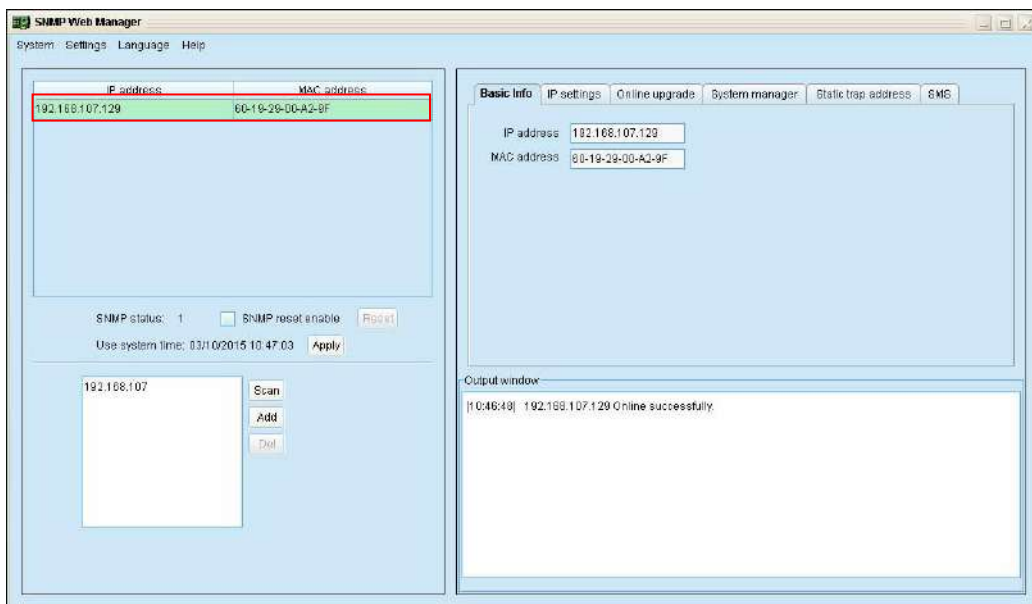 SNMP Web Manager
System Settings Language Help
IP address MAC address
192.168.107.129 60-19-29-00-A2-9F
SNMP status: 1 SNMP reset enable Reset
Use system time: 03/10/2015 10:47:03 Apply
192.168.107
Scan
Add
Del
Basic Info IP settings Online upgrade System manager Static trap address SMS
IP address 192.168.107.129
MAC address 60-19-29-00-A2-9F
Output window
[10:46:48] 192.168.107.129 Online successfully.